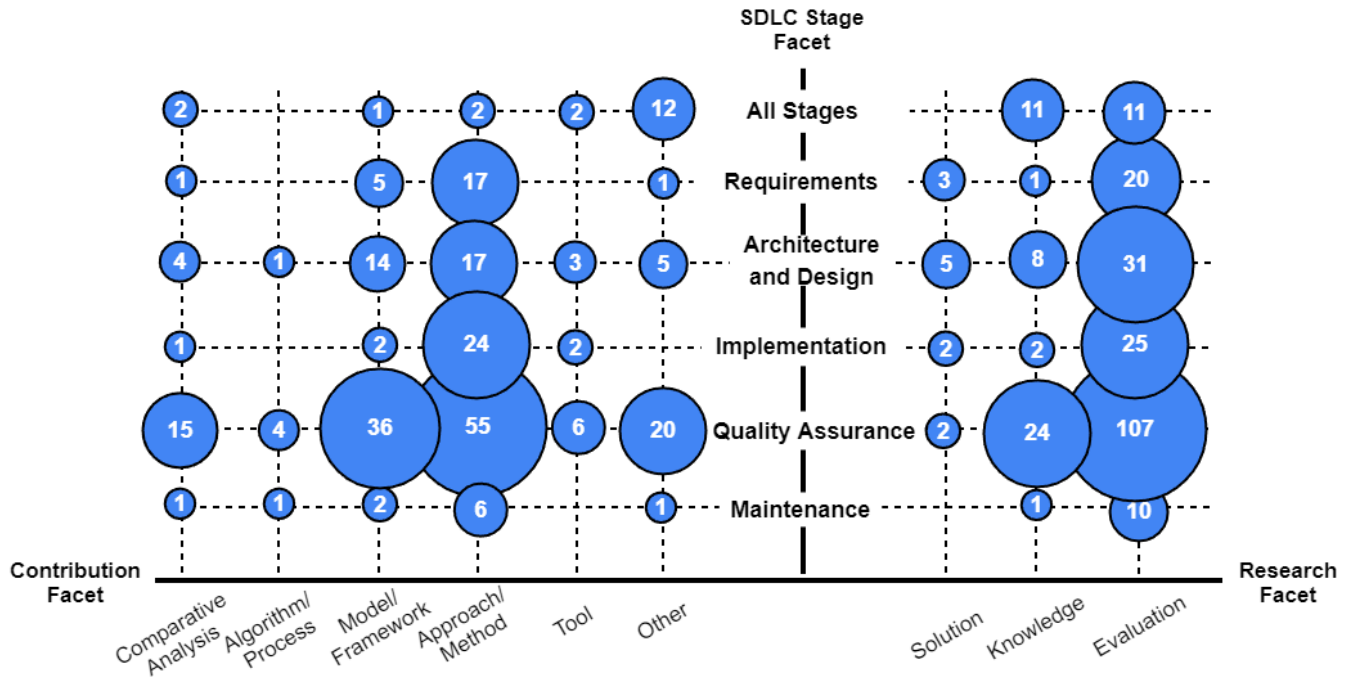 SDLC Stage
Facet
2
1
2
2
12
All Stages
11
11
1
5
17
1
Requirements
3
1
20
4
1
14
17
3
5
Architecture
and Design
5
8
31
1
2
24
2
Implementation
2
2
25
15
4
36
55
6
20
Quality Assurance
2
24
107
1
1
2
6
1
Maintenance
1
10
Contribution
Facet
Research
Facet
Comparative
Analysis
Algorithm/
Process
Model/
Framework
Approach/
Method
Tool
Other
Solution
Knowledge
Evaluation